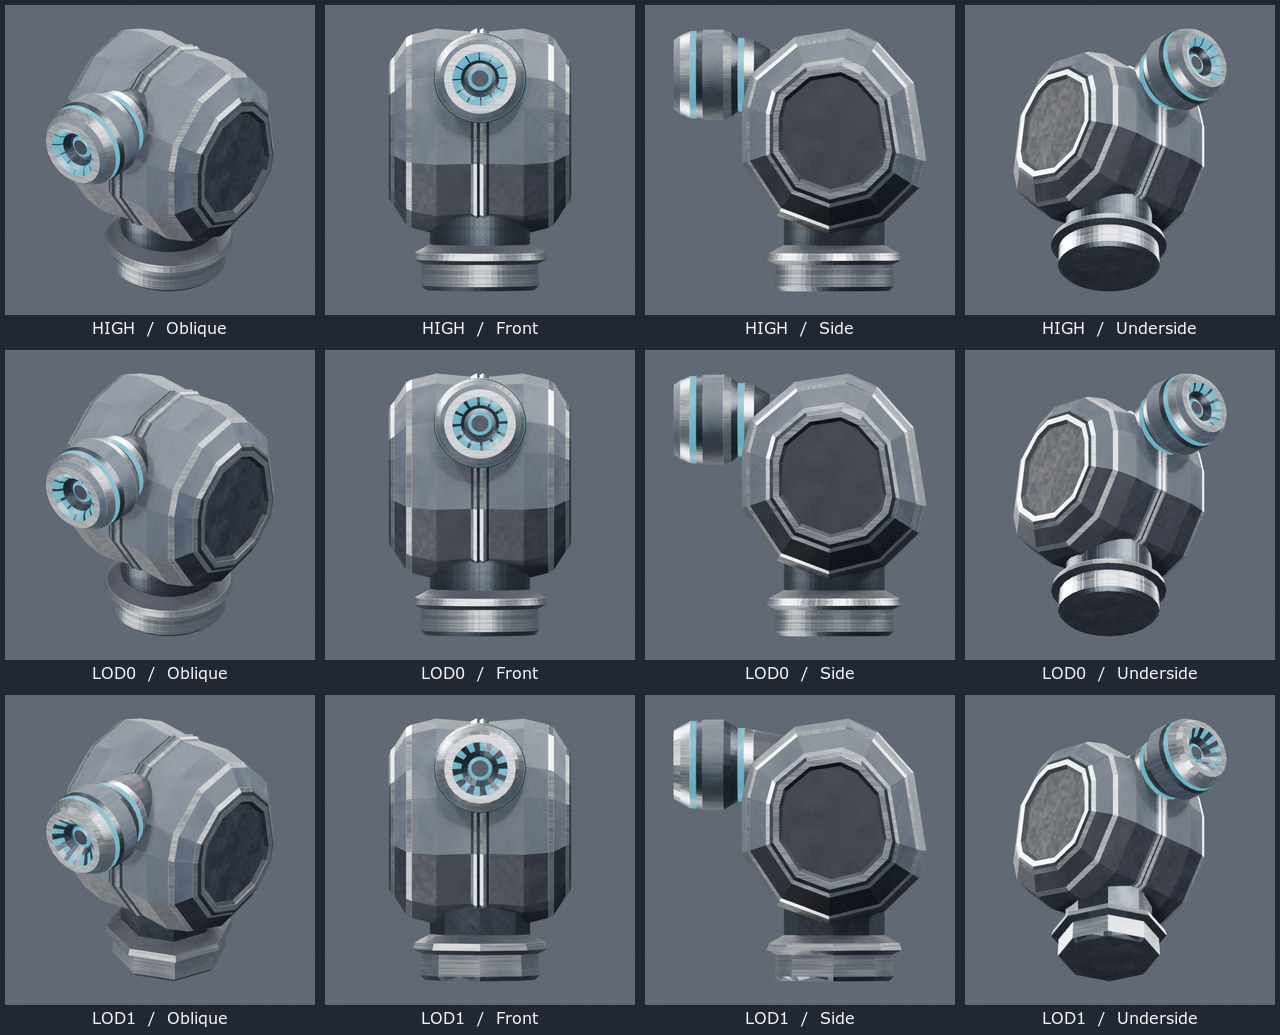 HIGH / Oblique
HIGH / Front
HIGH / Side
HIGH / Underside
LOD0 / Oblique
LOD0 / Front
LOD0 / Side
LOD0 / Underside
LOD1 / Oblique
LOD1 / Front
LOD1 / Side
LOD1 / Underside